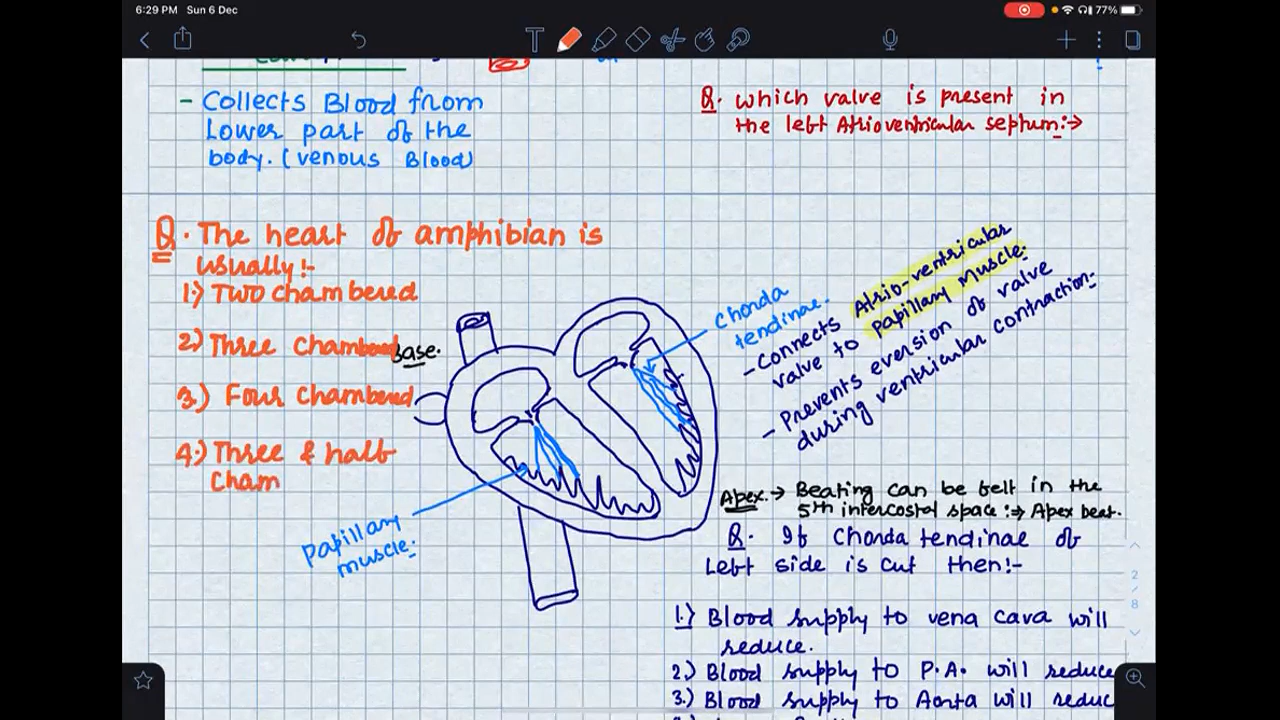 6:29 PM Sun 6 Dec
77%
- Collects Blood from
Lower part of the
body. (venous Blood)
Q. which valve is present in
the left Atrioventricular septum:→
Q. The heart of amphibian is
usually:-
1.) Two chambered
2) Three Chambered
3.) Four Chambered
4.) Three & half
Cham
Base.
Chorda
tendinae.
- Connects Atrio-ventricular
valve to Papillary Muscle.
- Prevents eversion of valve
during ventricular contraction.
Papillary
muscle.
Apex.→ Beating can be felt in the
5th intercostal space:⇒ Apex beat.
Q. If Chorda tendinae of
Left side is cut then:-
1.) Blood supply to vena cava will
reduce.
2.) Blood supply to P.A. will reduce
3.) Blood supply to Aorta will reduc
2
/
8